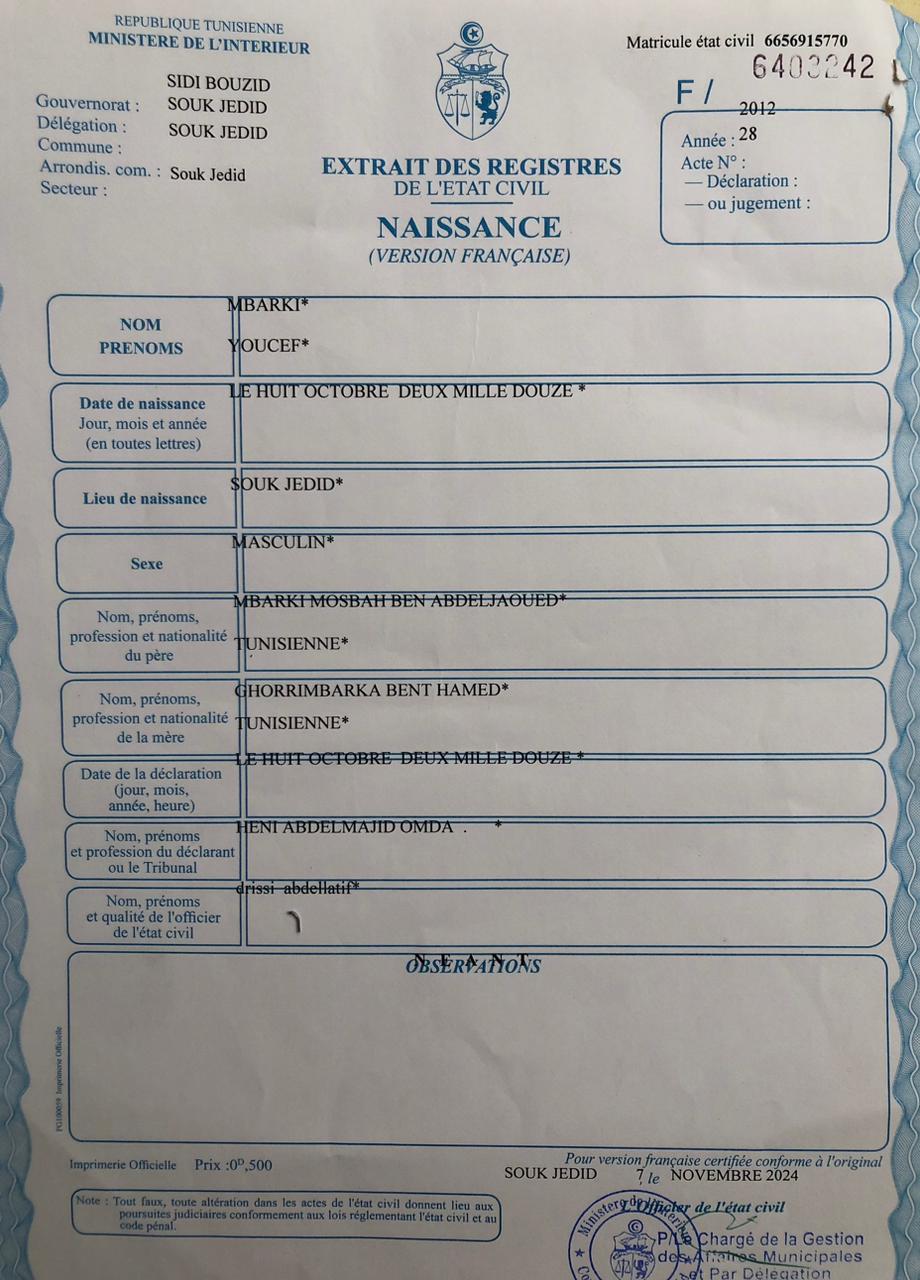 REPUBLIQUE TUNISIENNE
MINISTERE DE L'INTERIEUR
Matricule état civil 6656915770
6403242
F /
SIDI BOUZID
Gouvernorat : SOUK JEDID
Délégation : SOUK JEDID
Commune :
Arrondis. com. : Souk Jedid
Secteur :
2012
Année : 28
Acte N° :
— Déclaration :
— ou jugement :
EXTRAIT DES REGISTRES
DE L'ETAT CIVIL
NAISSANCE
(VERSION FRANÇAISE)
NOM
PRENOMS
MBARKI*
YOUCEF*
Date de naissance
Jour, mois et année
(en toutes lettres)
LE HUIT OCTOBRE DEUX MILLE DOUZE *
Lieu de naissance
SOUK JEDID*
Sexe
MASCULIN*
Nom, prénoms,
profession et nationalité
du père
MBARKI MOSBAH BEN ABDELJAOUED*
TUNISIENNE*
Nom, prénoms,
profession et nationalité
de la mère
GHORRIMBARKA BENT HAMED*
TUNISIENNE*
Date de la déclaration
(jour, mois,
année, heure)
LE HUIT OCTOBRE DEUX MILLE DOUZE *
Nom, prénoms
et profession du déclarant
ou le Tribunal
HENI ABDELMAJID OMDA . *
Nom, prénoms
et qualité de l'officier
de l'état civil
drissi abdellatif*
N E A N T
OBSERVATIONS
PG100059 Imprimerie Officielle
Imprimerie Officielle Prix :0ᴰ,500
Pour version française certifiée conforme à l'original
SOUK JEDID 7, le NOVEMBRE 2024
Note : Tout faux, toute altération dans les actes de l'état civil donnent lieu aux
poursuites judiciaires conformement aux lois réglementant l'état civil et au
code pénal.
L'Officier de l'état civil
Ministere de l'Interieur
P/Le Chargé de la Gestion
des Affaires Municipales
et Par Délégation